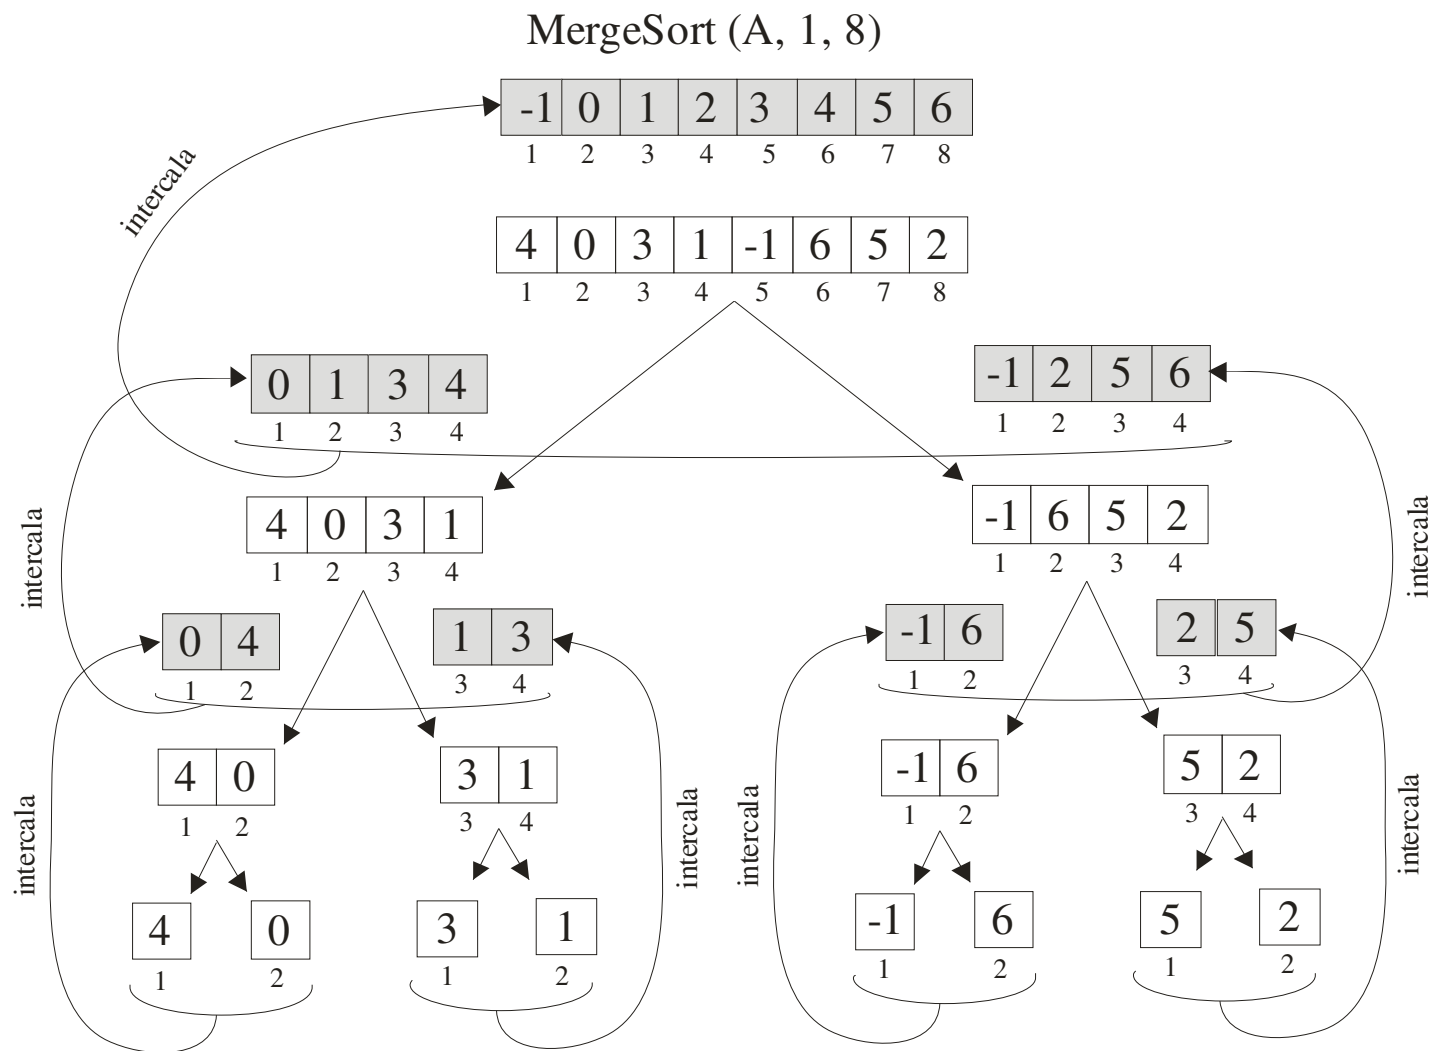 MergeSort (A, 1, 8)
-1 0 1 2 3 4 5 6
1 2 3 4 5 6 7 8
intercala
4 0 3 1 -1 6 5 2
1 2 3 4 5 6 7 8
0 1 3 4
1 2 3 4
-1 2 5 6
1 2 3 4
4 0 3 1
1 2 3 4
-1 6 5 2
1 2 3 4
intercala
intercala
0 4
1 2
1 3
3 4
-1 6
1 2
2 5
3 4
4 0
1 2
3 1
3 4
-1 6
1 2
5 2
3 4
intercala
intercala
intercala
intercala
4
1
0
2
3
1
1
2
-1
1
6
2
5
1
2
2